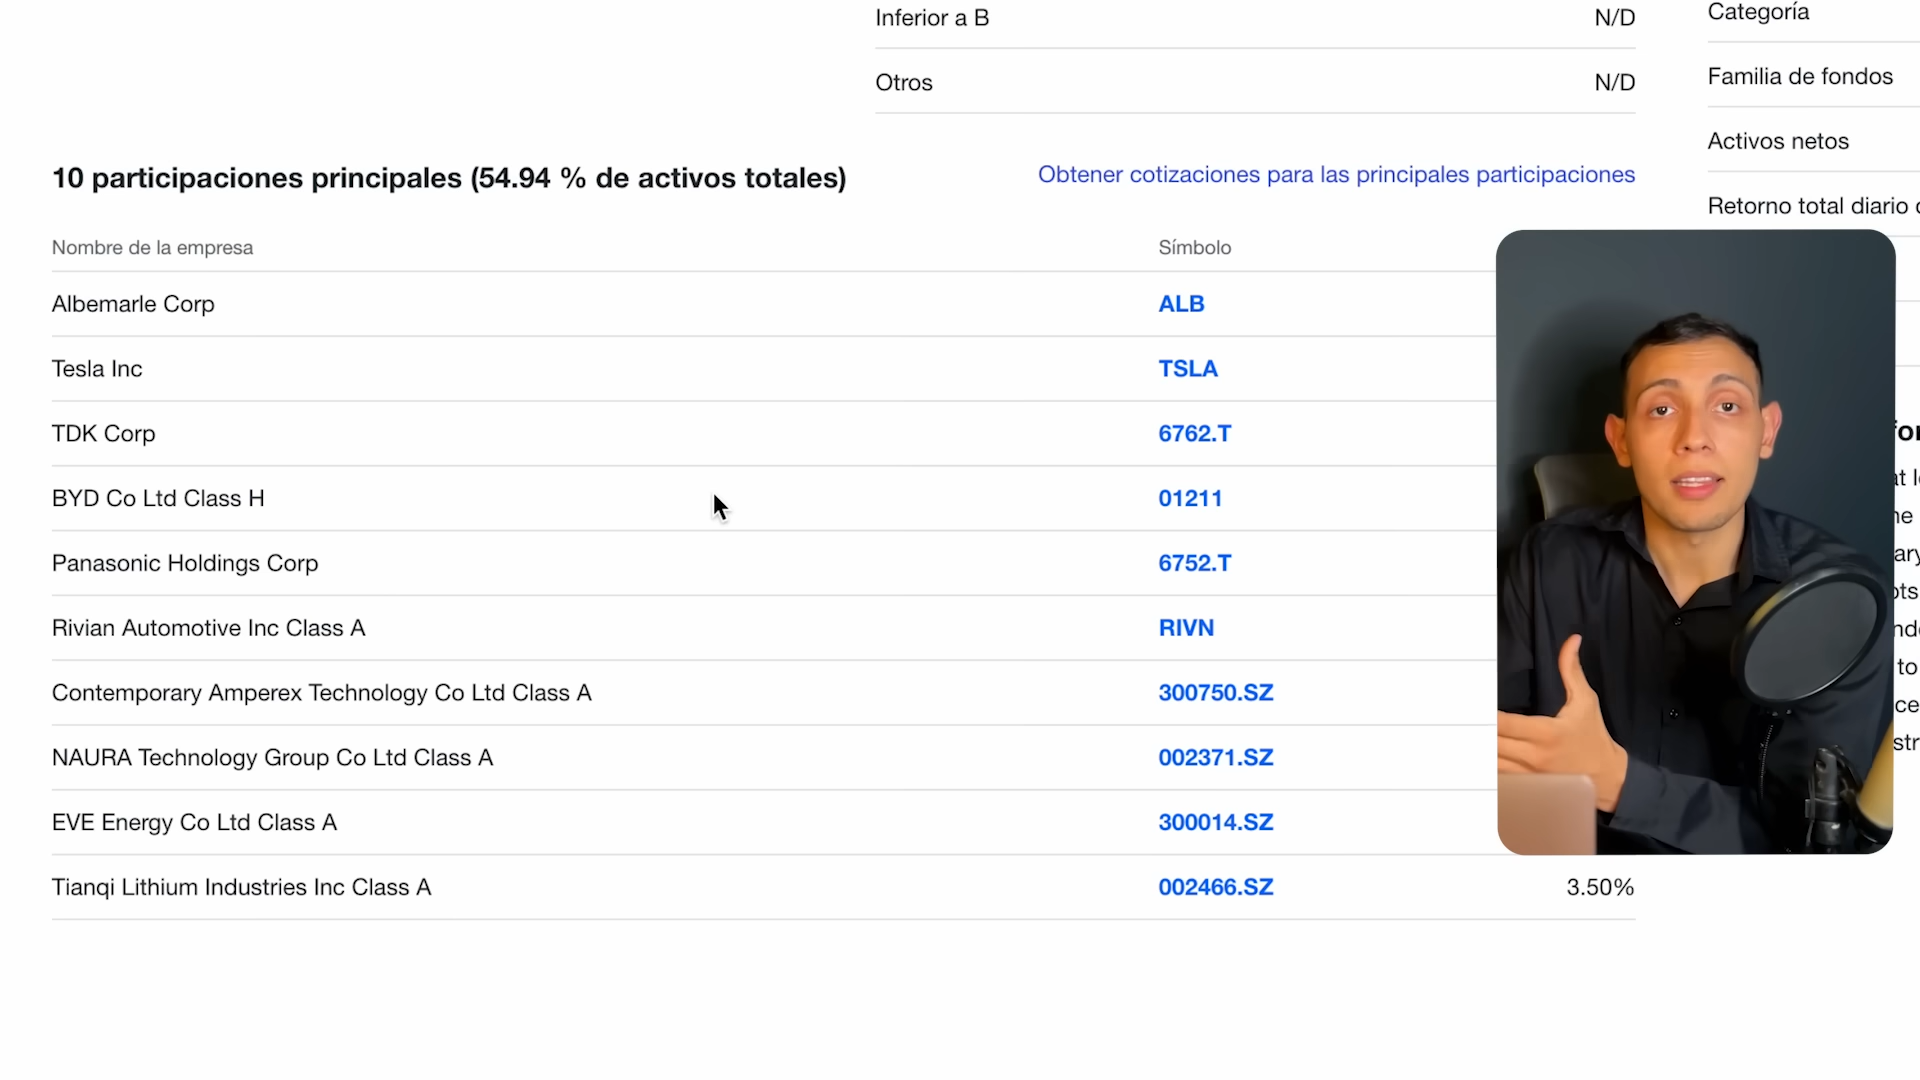 Inferior a B N/D
Otros N/D
Categoría
Familia de fondos
Activos netos
Retorno total diario
10 participaciones principales (54.94 % de activos totales)
Obtener cotizaciones para las principales participaciones
Nombre de la empresa Símbolo
Albemarle Corp ALB
Tesla Inc TSLA
TDK Corp 6762.T
BYD Co Ltd Class H 01211
Panasonic Holdings Corp 6752.T
Rivian Automotive Inc Class A RIVN
Contemporary Amperex Technology Co Ltd Class A 300750.SZ
NAURA Technology Group Co Ltd Class A 002371.SZ
EVE Energy Co Ltd Class A 300014.SZ
Tianqi Lithium Industries Inc Class A 002466.SZ 3.50%
to